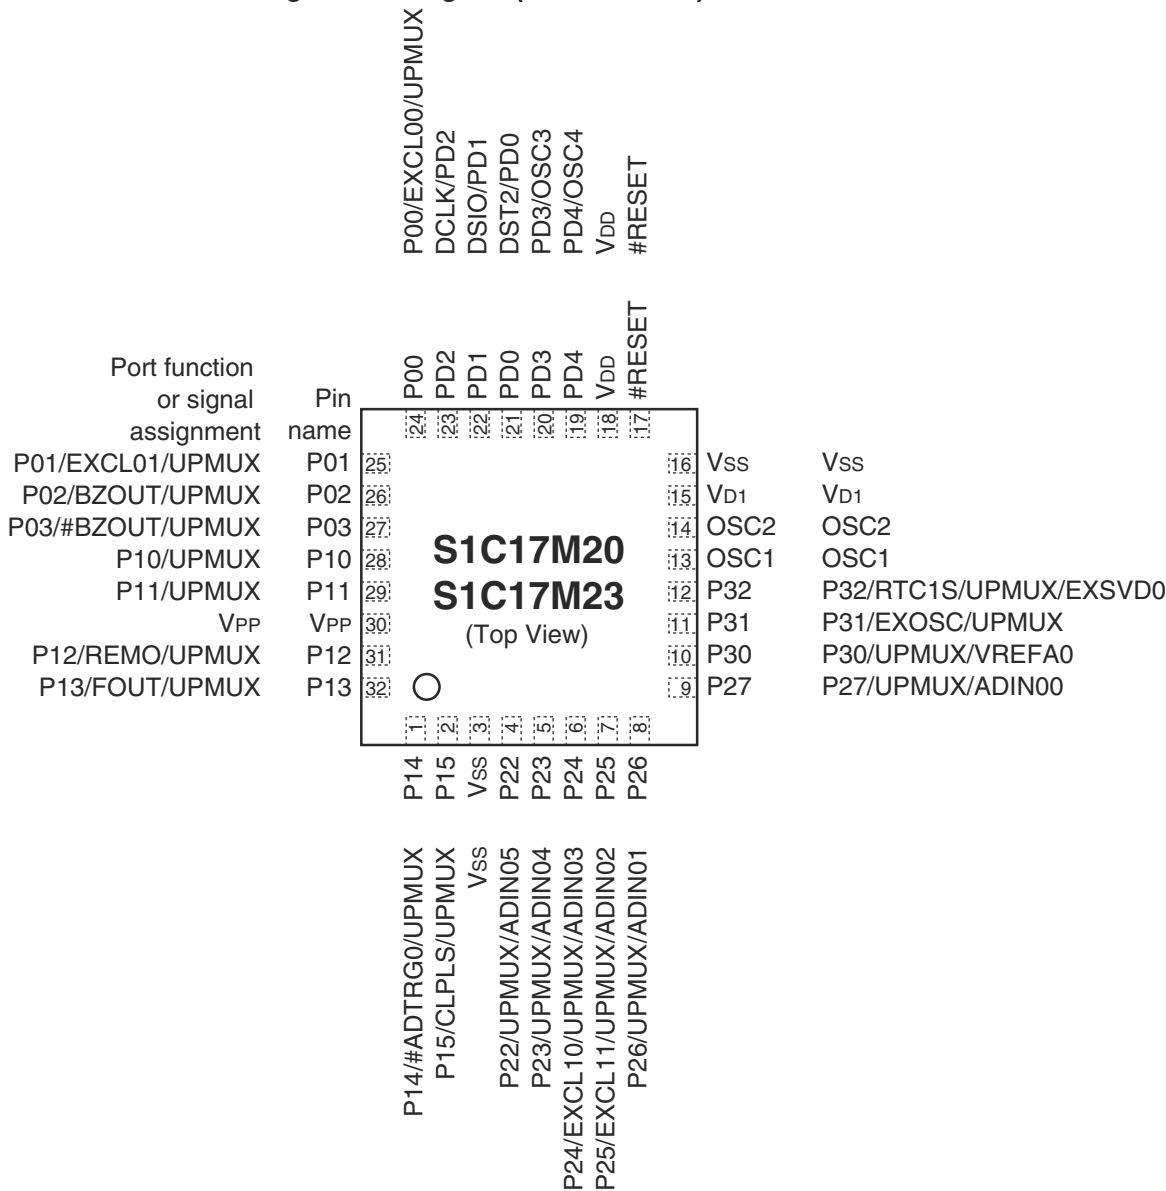 P00/EXCL00/UPMUX
DCLK/PD2
DSIO/PD1
DST2/PD0
PD3/OSC3
PD4/OSC4
VDD
#RESET
P00
PD2
PD1
PD0
PD3
PD4
VDD
#RESET
Port function
or signal
assignment
Pin
name
24
23
22
21
20
19
18
17
P01/EXCL01/UPMUX P01 25
P02/BZOUT/UPMUX P02 26
P03/#BZOUT/UPMUX P03 27
P10/UPMUX P10 28
P11/UPMUX P11 29
VPP VPP 30
P12/REMO/UPMUX P12 31
P13/FOUT/UPMUX P13 32
S1C17M20
S1C17M23
(Top View)
16 VSS VSS
15 VD1 VD1
14 OSC2 OSC2
13 OSC1 OSC1
12 P32 P32/RTC1S/UPMUX/EXSVD0
11 P31 P31/EXOSC/UPMUX
10 P30 P30/UPMUX/VREFA0
9 P27 P27/UPMUX/ADIN00
1
2
3
4
5
6
7
8
P14
P15
VSS
P22
P23
P24
P25
P26
P14/#ADTRG0/UPMUX
P15/CLPLS/UPMUX
VSS
P22/UPMUX/ADIN05
P23/UPMUX/ADIN04
P24/EXCL10/UPMUX/ADIN03
P25/EXCL11/UPMUX/ADIN02
P26/UPMUX/ADIN01